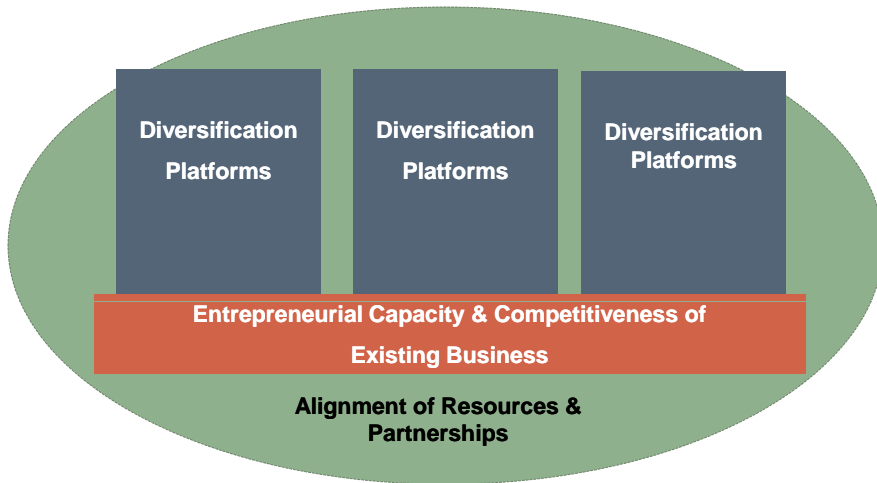 Diversification
Platforms
Diversification
Platforms
Diversification
Platforms
Entrepreneurial Capacity & Competitiveness of
Existing Business
Alignment of Resources &
Partnerships